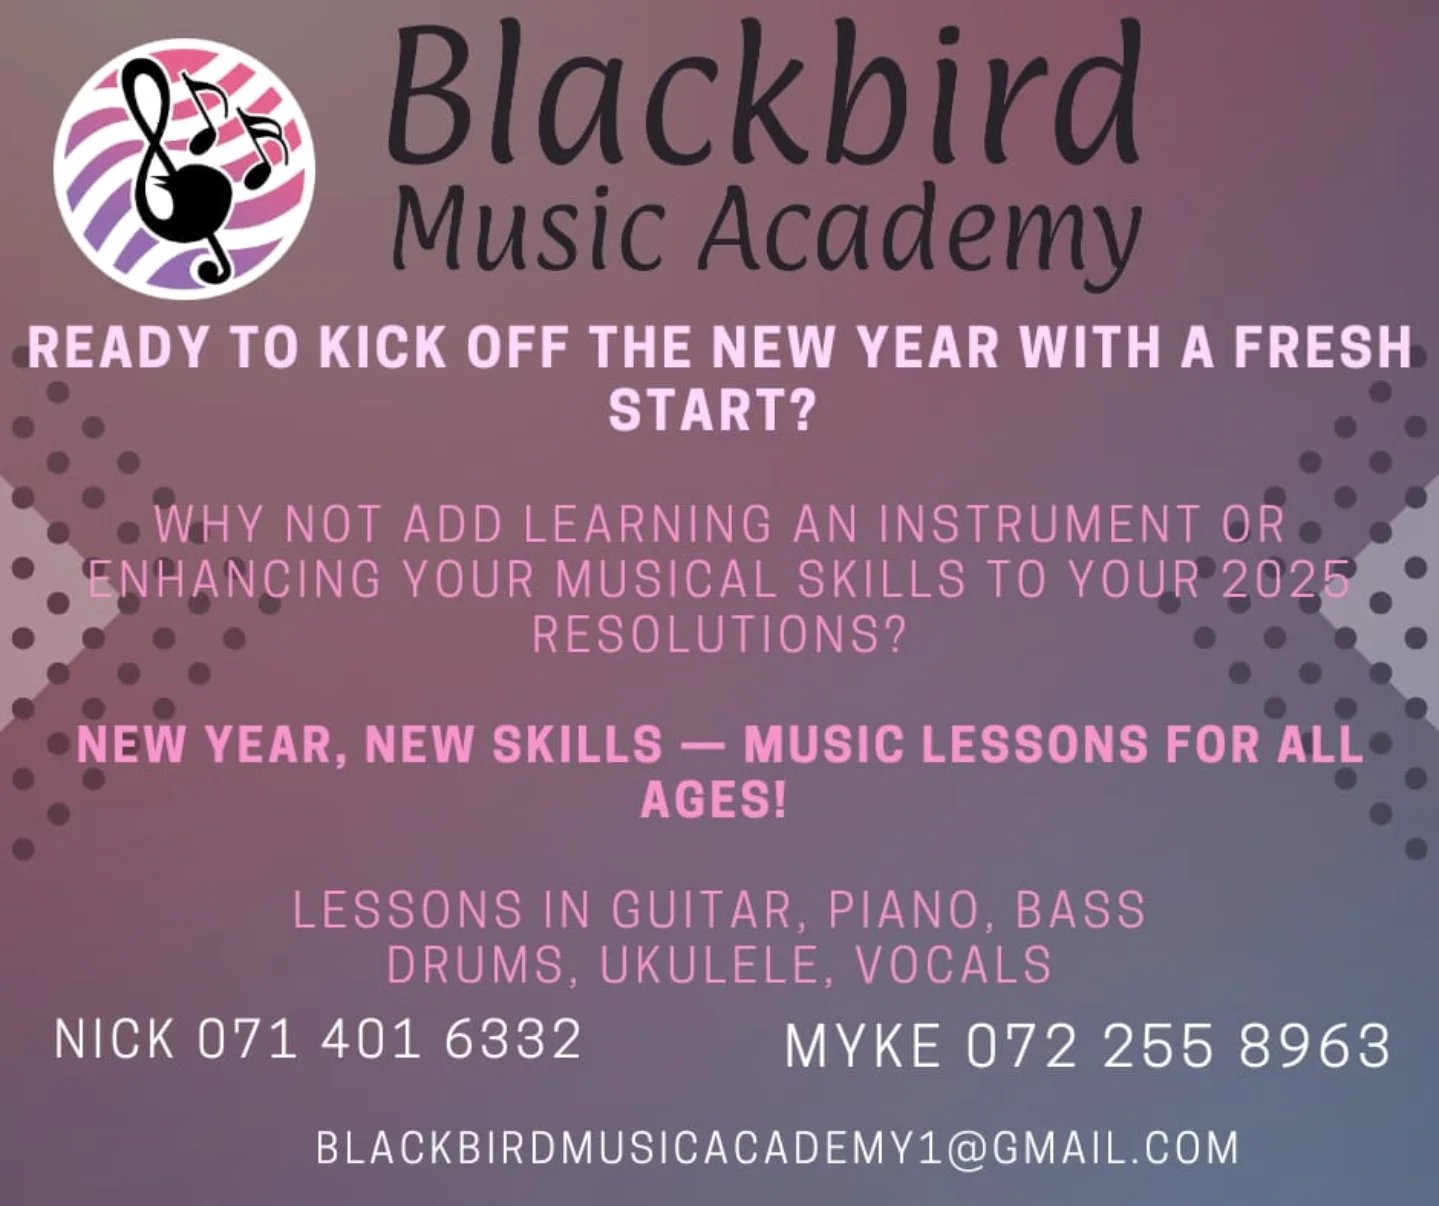 Blackbird
Music Academy
READY TO KICK OFF THE NEW YEAR WITH A FRESH
START?
WHY NOT ADD LEARNING AN INSTRUMENT OR
ENHANCING YOUR MUSICAL SKILLS TO YOUR 2025
RESOLUTIONS?
NEW YEAR, NEW SKILLS — MUSIC LESSONS FOR ALL
AGES!
LESSONS IN GUITAR, PIANO, BASS
DRUMS, UKULELE, VOCALS
NICK 071 401 6332
MYKE 072 255 8963
BLACKBIRDMUSICACADEMY1@GMAIL.COM